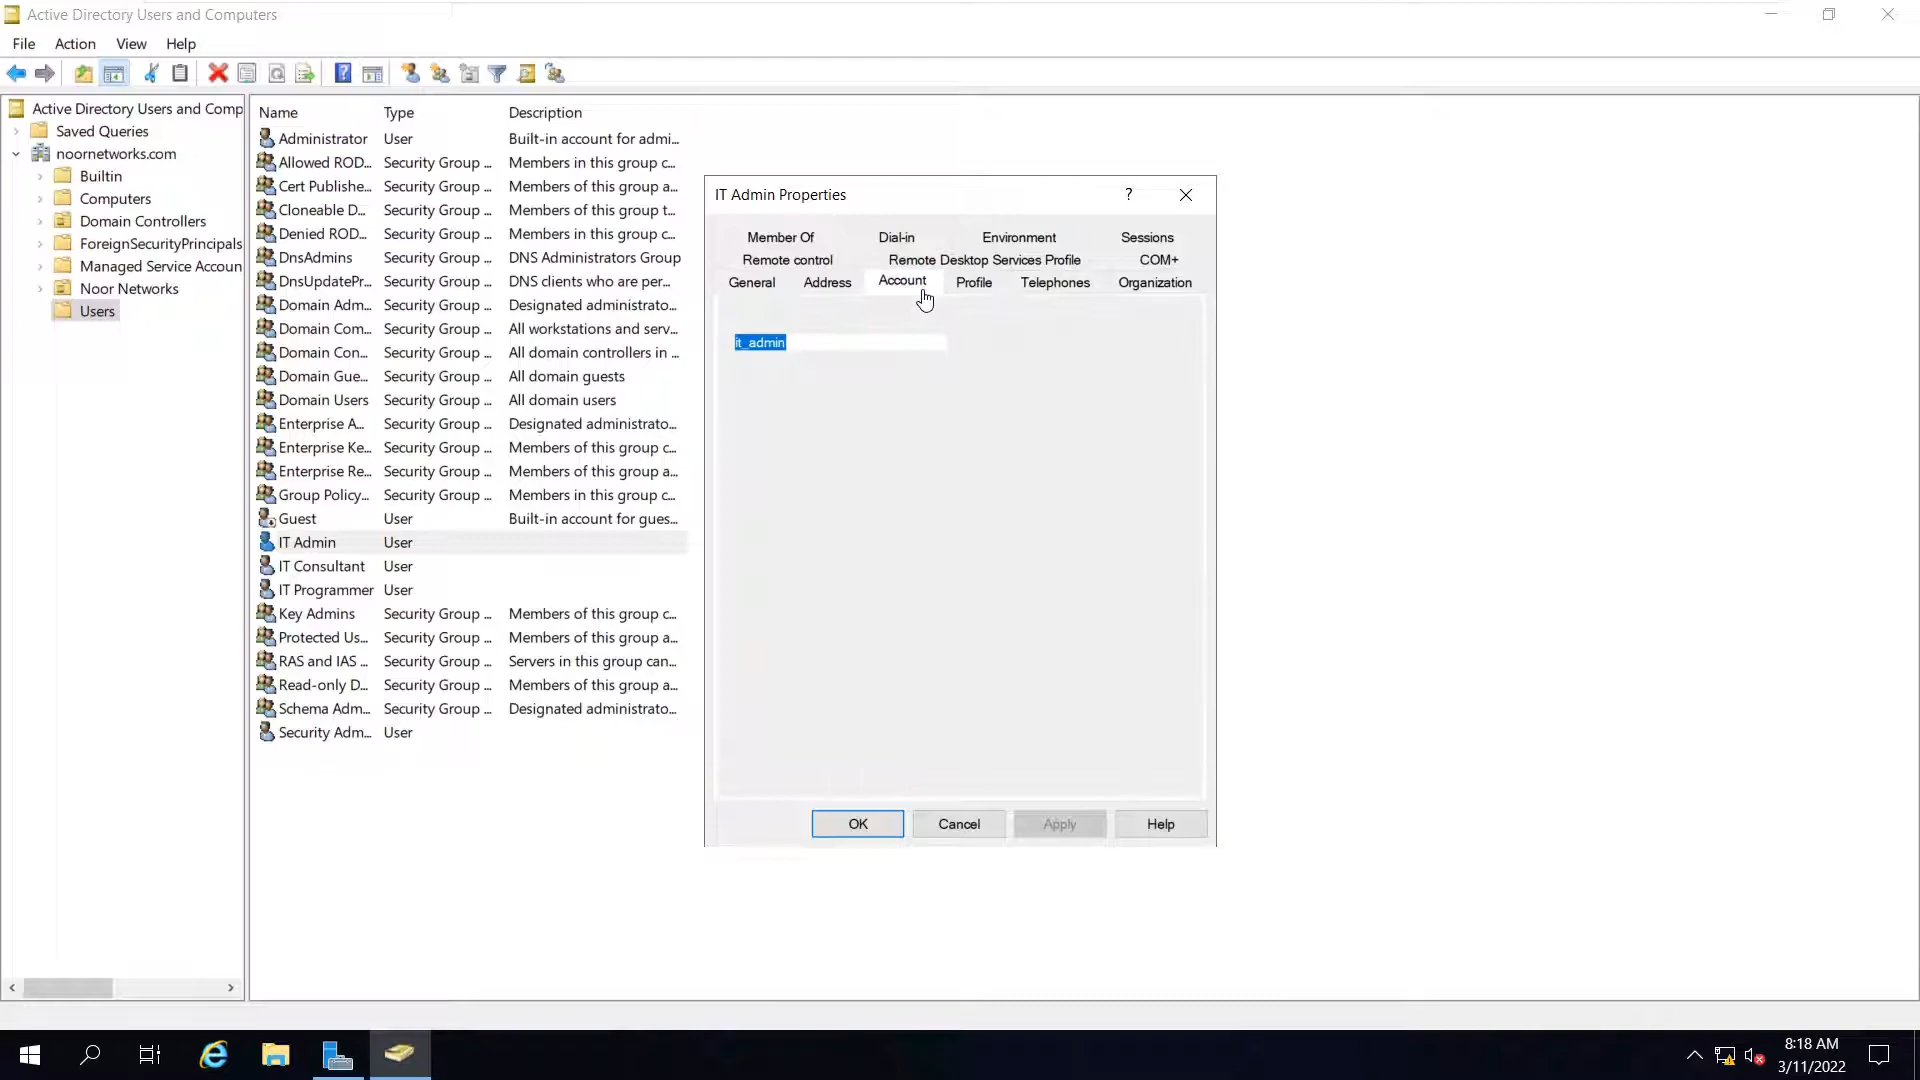 Active Directory Users and Computers
File Action View Help
Active Directory Users and Comp
Saved Queries
noornetworks.com
Builtin
Computers
Domain Controllers
ForeignSecurityPrincipals
Managed Service Accoun
Noor Networks
Users
Name Type Description
Administrator User Built-in account for admi...
Allowed ROD... Security Group ... Members in this group c...
Cert Publishe... Security Group ... Members of this group a...
Cloneable D... Security Group ... Members of this group t...
Denied ROD... Security Group ... Members in this group c...
DnsAdmins Security Group ... DNS Administrators Group
DnsUpdatePr... Security Group ... DNS clients who are per...
Domain Adm... Security Group ... Designated administrato...
Domain Com... Security Group ... All workstations and serv...
Domain Con... Security Group ... All domain controllers in ...
Domain Gue... Security Group ... All domain guests
Domain Users Security Group ... All domain users
Enterprise A... Security Group ... Designated administrato...
Enterprise Ke... Security Group ... Members of this group c...
Enterprise Re... Security Group ... Members of this group a...
Group Policy... Security Group ... Members in this group c...
Guest User Built-in account for gues...
IT Admin User
IT Consultant User
IT Programmer User
Key Admins Security Group ... Members of this group c...
Protected Us... Security Group ... Members of this group a...
RAS and IAS ... Security Group ... Servers in this group can...
Read-only D... Security Group ... Members of this group a...
Schema Adm... Security Group ... Designated administrato...
Security Adm... User
IT Admin Properties
Member Of Dial-in Environment Sessions
Remote control Remote Desktop Services Profile COM+
General Address Account Profile Telephones Organization
it_admin
OK Cancel Apply Help
8:18 AM
3/11/2022